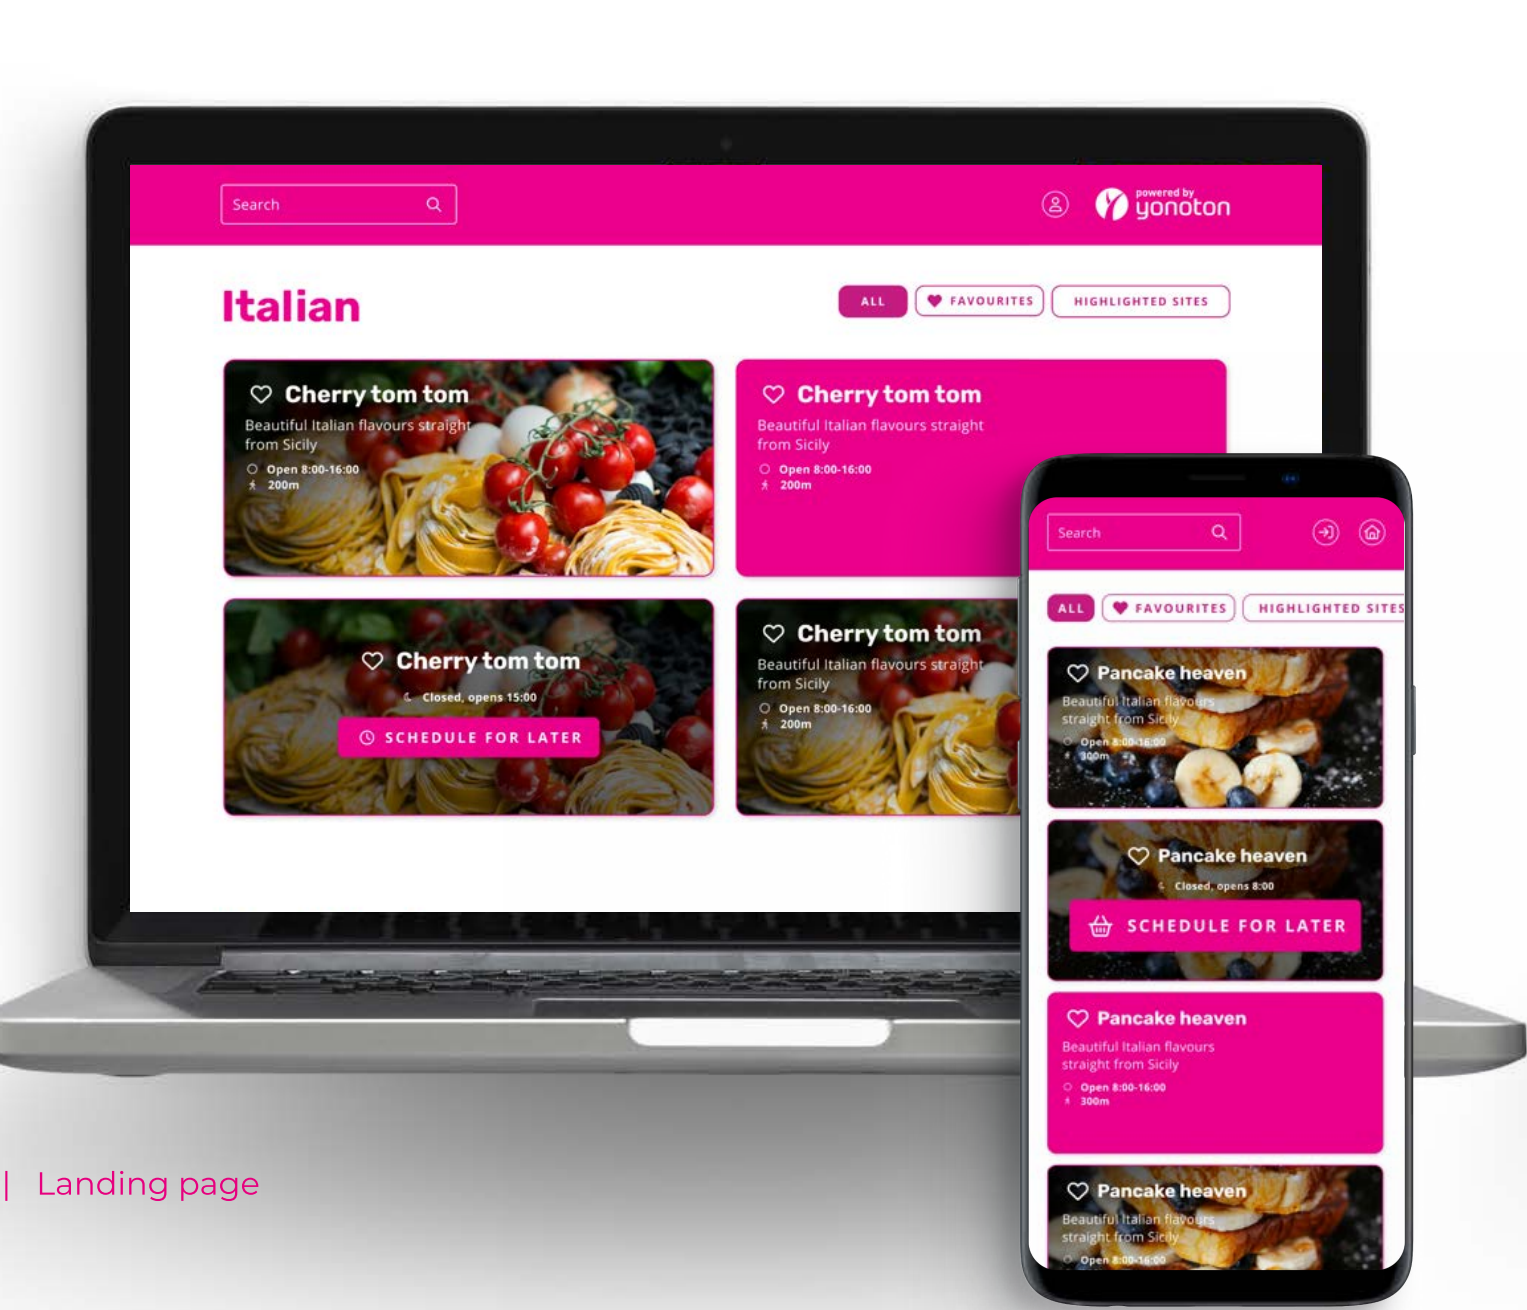 Search
powered by
yonoton
Italian
ALL
FAVOURITES
HIGHLIGHTED SITES
Cherry tom tom
Beautiful Italian flavours straight
from Sicily
Open 8:00-16:00
200m
Cherry tom tom
Beautiful Italian flavours straight
from Sicily
Open 8:00-16:00
200m
Cherry tom tom
Closed, opens 15:00
SCHEDULE FOR LATER
Cherry tom tom
Beautiful Italian flavours straight
from Sicily
Open 8:00-16:00
200m
Search
ALL
FAVOURITES
HIGHLIGHTED SITES
Pancake heaven
Beautiful Italian flavours
straight from Sicily
Open 8:00-16:00
300m
Pancake heaven
Closed, opens 8:00
SCHEDULE FOR LATER
Pancake heaven
Beautiful Italian flavours
straight from Sicily
Open 8:00-16:00
300m
Pancake heaven
Beautiful Italian flavours
straight from Sicily
Open 8:00-16:00
| Landing page